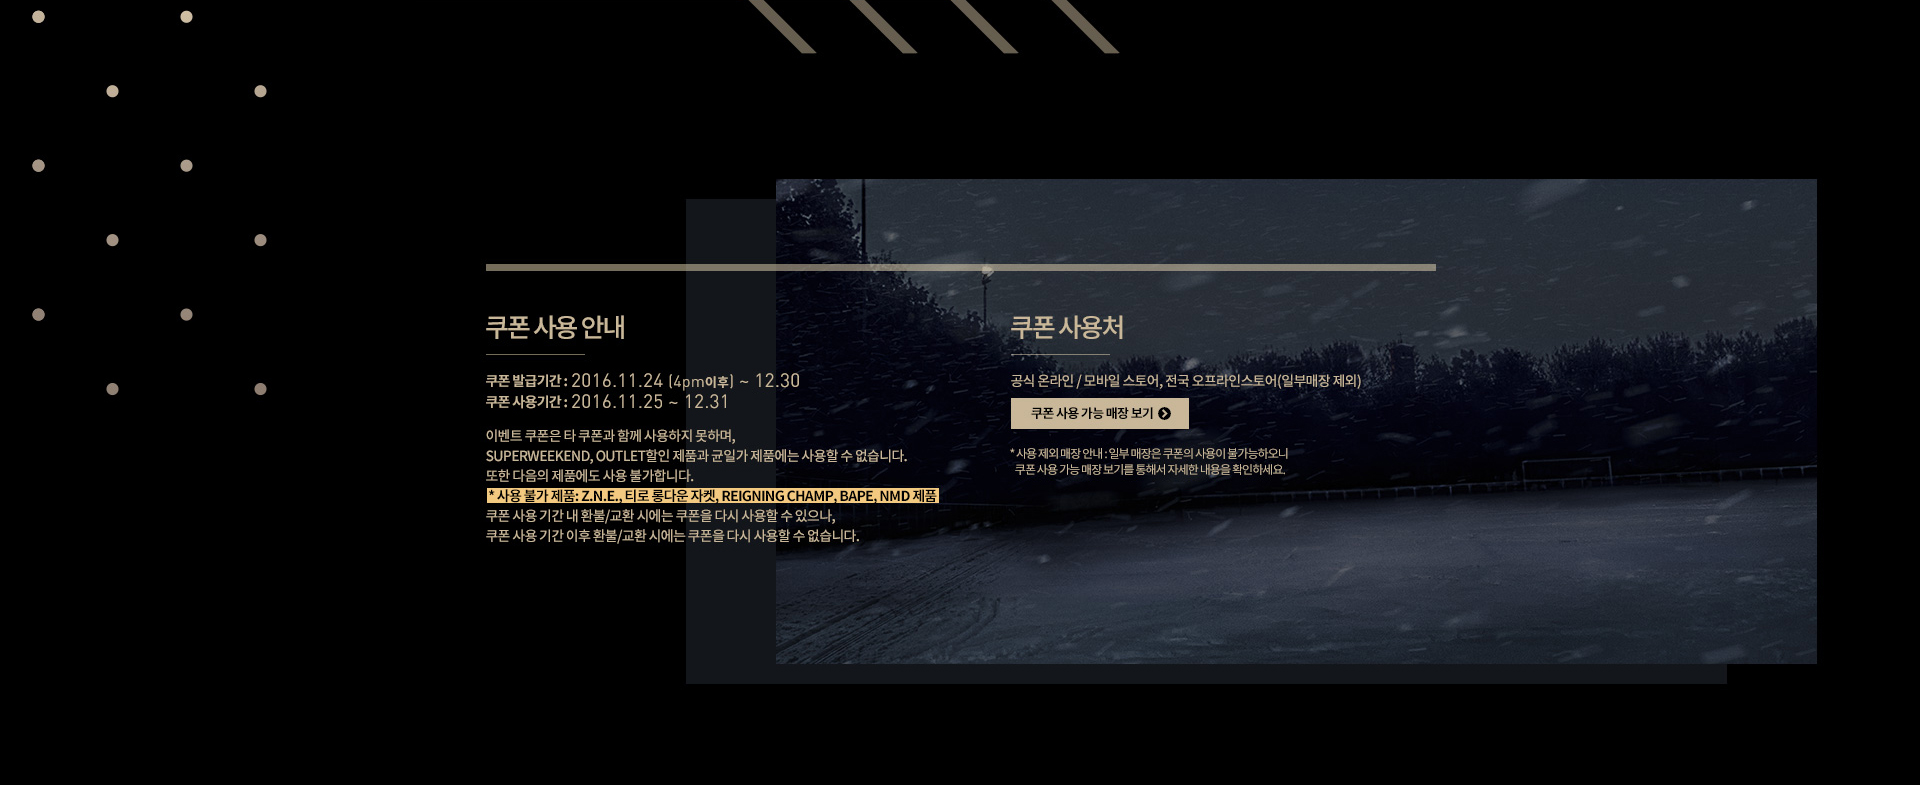 쿠폰 사용 안내
쿠폰 발급기간 : 2016.11.24 (4pm이후) ~ 12.30
쿠폰 사용기간 : 2016.11.25 ~ 12.31
이벤트 쿠폰은 타 쿠폰과 함께 사용하지 못하며,
SUPERWEEKEND, OUTLET할인 제품과 균일가 제품에는 사용할 수 없습니다.
또한 다음의 제품에도 사용 불가합니다.
* 사용 불가 제품: Z.N.E., 티로 롱다운 자켓, REIGNING CHAMP, BAPE, NMD 제품
쿠폰 사용 기간 내 환불/교환 시에는 쿠폰을 다시 사용할 수 있으나,
쿠폰 사용 기간 이후 환불/교환 시에는 쿠폰을 다시 사용할 수 없습니다.
쿠폰 사용처
공식 온라인 / 모바일 스토어, 전국 오프라인스토어(일부매장 제외)
쿠폰 사용 가능 매장 보기
* 사용 제외 매장 안내 : 일부 매장은 쿠폰의 사용이 불가능하오니
쿠폰 사용 가능 매장 보기를 통해서 자세한 내용을 확인하세요.